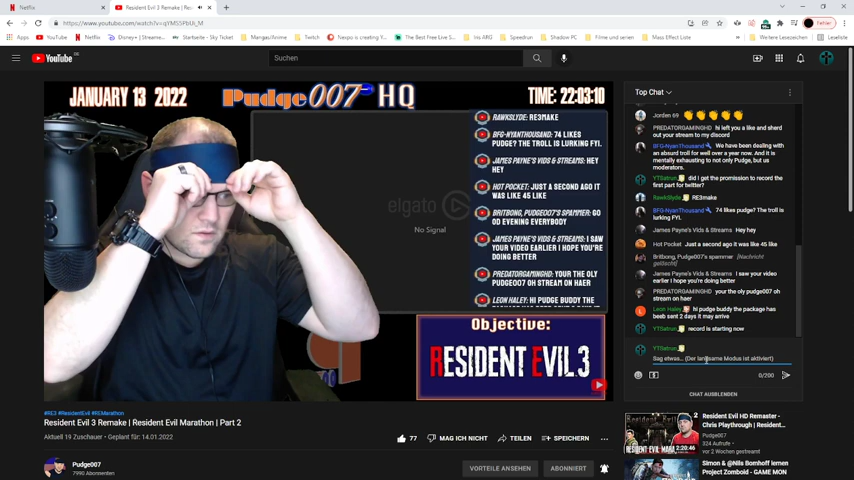 Netflix
Resident Evil 3 Remake | Re
https://www.youtube.com/watch?v=qYMSSPbUi_M
Fehler
YouTube
Netflix
Disney+ | Streame...
Startseite - Sky Ticket
Mangas/Anime
Twitch
Nexpo is creating Y...
The Best Free Live S...
His ARI2
Speedrun
Shadow PC
Filme und serien
Mass Effect Liste
Weitere Lesezeichen
Leseliste
YouTube DE
Suchen
JANUARY 13 2022
Pudge007 HQ
TIME: 22:03:10
RAWKSLYDE: RE3MAKE
BFG-NYANTHOUSAND: 74 LIKES
PUDGE? THE TROLL IS LURKING FYI.
JAMES PAYNE'S VIDS & STREAMS: HEY
HEY
HOT POCKET: JUST A SECOND AGO IT
WAS LIKE 45 LIKE
BRITBONG, PUDGE007'S SPAMMER: GO
OD EVENING EVERYBODY
JAMES PAYNE'S VIDS & STREAMS: I SAW
YOUR VIDEO EARLIER I HOPE YOU'RE
DOING BETTER
PREDATORGAMINGHD: YOUR THE OLY
PUDGE007 OH STREAM ON HAER
LEON HALEY: HI PUDGE BUDDY THE
PACKAGE HAS BEEB SENT 2 DAYS IT MAY
elgato
No Signal
Objective:
RESIDENT EVIL 3
Top Chat
Jorden 69
PREDATORGAMINGHD hi left you a like and sherd
out your stream to my discord
BFG-NyanThousand We have been dealing with
an absurd troll for well over a year now. And it is
mentally exhausting to not only Pudge, but us
moderators.
YTSatrun did I get the promission to record the
first part for twitter?
RawkSlyde RE3make
BFG-NyanThousand 74 likes pudge? The troll is
lurking FYI.
James Payne's Vids & Streams Hey hey
Hot Pocket Just a second ago it was like 45 like
Britbong, Pudge007's spammer [Nachricht
gelöscht]
James Payne's Vids & Streams I saw your video
earlier I hope you're doing better
PREDATORGAMINGHD your the oly pudge007 oh
stream on haer
Leon Haley hi pudge buddy the package has
beeb sent 2 days it may arrive
YTSatrun record is starting now
YTSatrun
Sag etwas... (Der langsame Modus ist aktiviert)
0/200
CHAT AUSBLENDEN
#RE3 #ResidentEvil #REMarathon
Resident Evil 3 Remake | Resident Evil Marathon | Part 2
Aktuell 19 Zuschauer • Geplant für: 14.01.2022
77
MAG ICH NICHT
TEILEN
SPEICHERN
Pudge007
7990 Abonnenten
VORTEILE ANSEHEN
ABONNIERT
Resident Evil HD Remaster -
Chris Playthrough | Resident...
Pudge007
324 Aufrufe •
vor 2 Wochen gestreamt
2:20:46
Simon & @Nils Bomhoff lernen
Project Zomboid | Zombie...